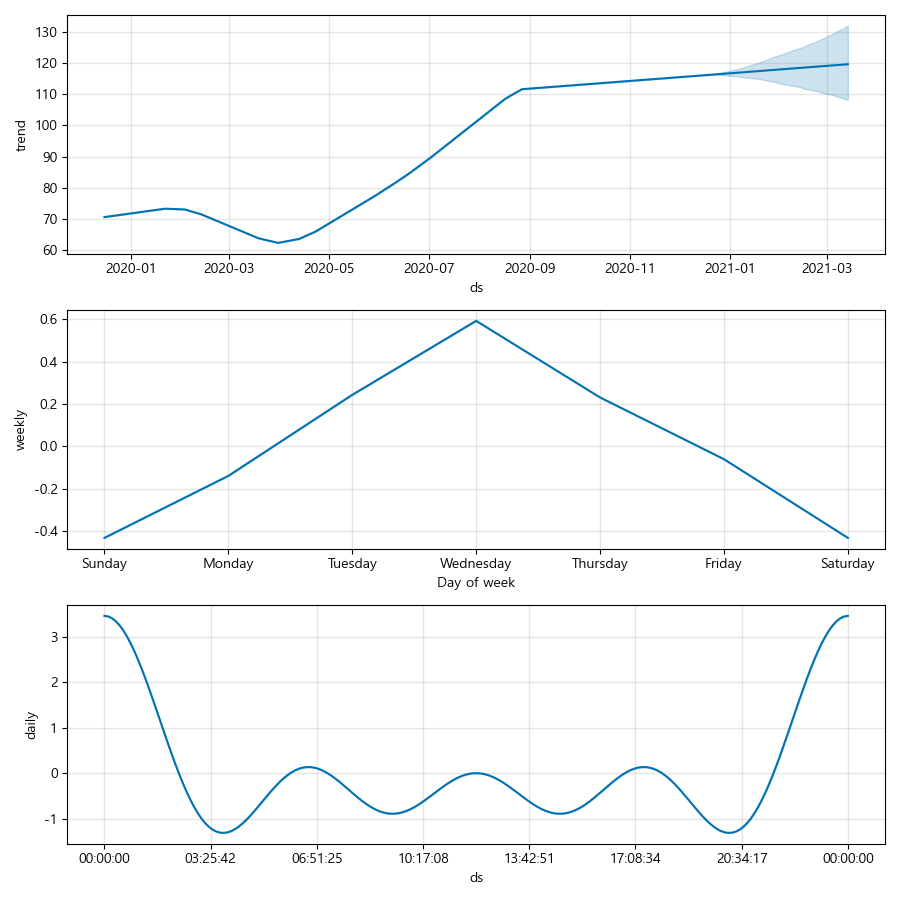 130
120
110
100
90
80
70
60
trend
2020-01 2020-03 2020-05 2020-07 2020-09 2020-11 2021-01 2021-03
ds
0.6
0.4
0.2
0.0
-0.2
-0.4
weekly
Sunday Monday Tuesday Wednesday Thursday Friday Saturday
Day of week
3
2
1
0
-1
daily
00:00:00 03:25:42 06:51:25 10:17:08 13:42:51 17:08:34 20:34:17 00:00:00
ds